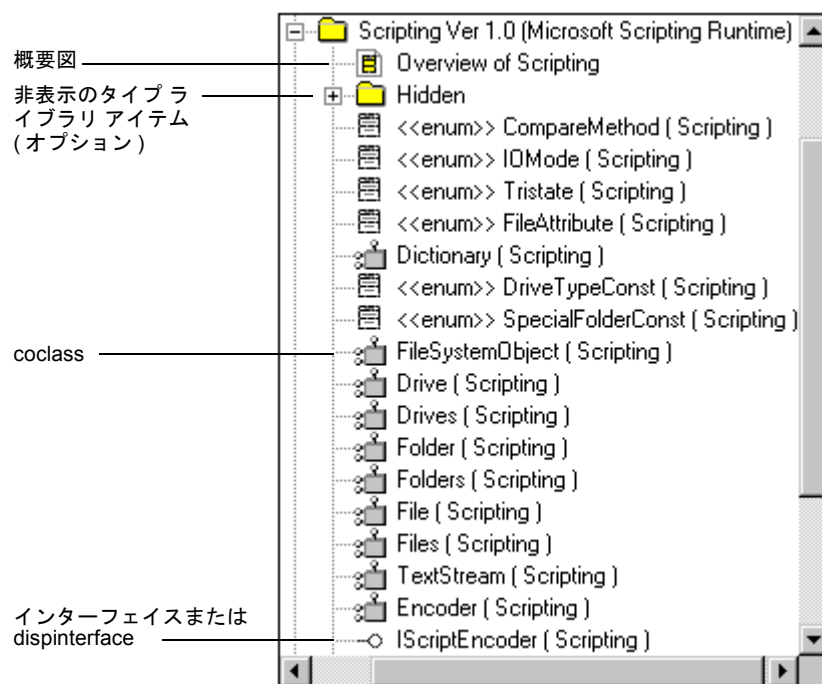 Scripting Ver 1.0 (Microsoft Scripting Runtime)
概要図
Overview of Scripting
非表示のタイプ ラ
イブラリ アイテム
( オプション )
Hidden
<<enum>> CompareMethod ( Scripting )
<<enum>> IOMode ( Scripting )
<<enum>> Tristate ( Scripting )
<<enum>> FileAttribute ( Scripting )
Dictionary ( Scripting )
<<enum>> DriveTypeConst ( Scripting )
<<enum>> SpecialFolderConst ( Scripting )
coclass
FileSystemObject ( Scripting )
Drive ( Scripting )
Drives ( Scripting )
Folder ( Scripting )
Folders ( Scripting )
File ( Scripting )
Files ( Scripting )
TextStream ( Scripting )
Encoder ( Scripting )
インターフェイスまたは
dispinterface
IScriptEncoder ( Scripting )